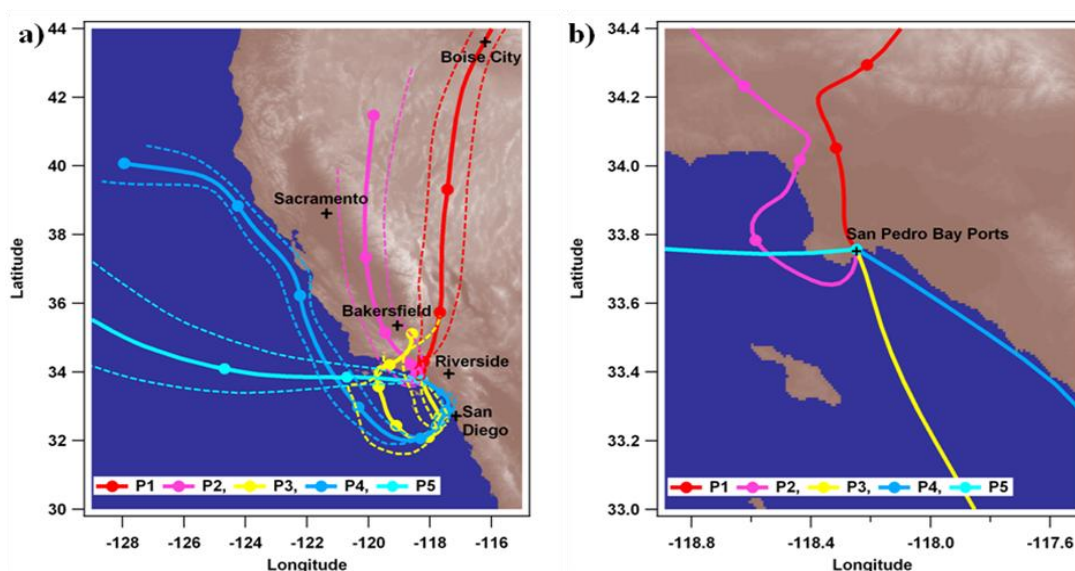 a)
44
42
40
38
36
34
32
30
Latitude
Boise City
Sacramento
Bakersfield
Riverside
San
Diego
P1 P2, P3, P4, P5
-128 -126 -124 -122 -120 -118 -116
Longitude
b)
34.4
34.2
34.0
33.8
33.6
33.4
33.2
33.0
Latitude
San Pedro Bay Ports
P1 P2, P3, P4, P5
-118.8 -118.4 -118.0 -117.6
Longitude